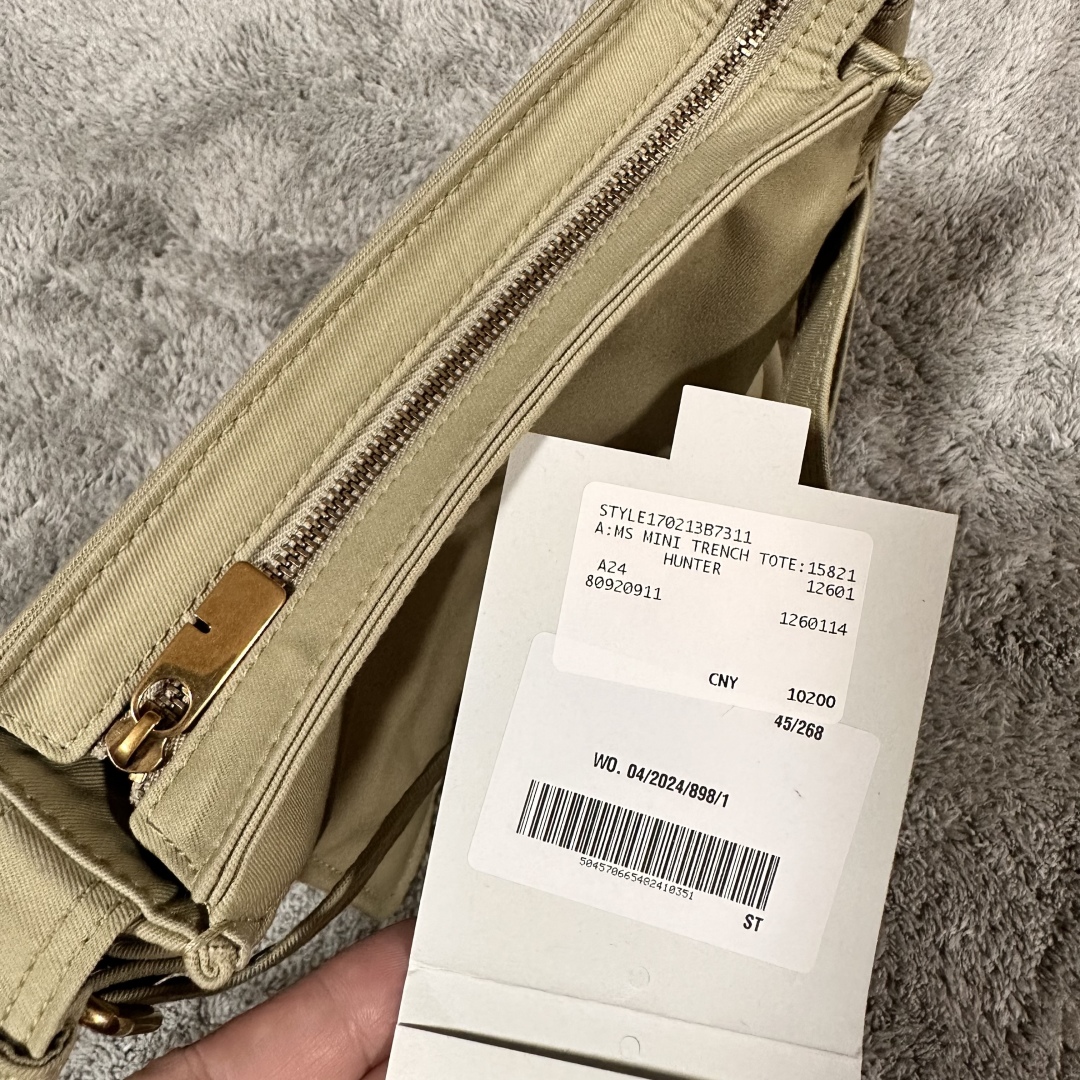 STYLE170213B7311
A:MS MINI TRENCH TOTE:15821
A24 HUNTER 12601
80920911
1260114
CNY 10200
45/268
WO. 04/2024/898/1
504570665482410351
ST